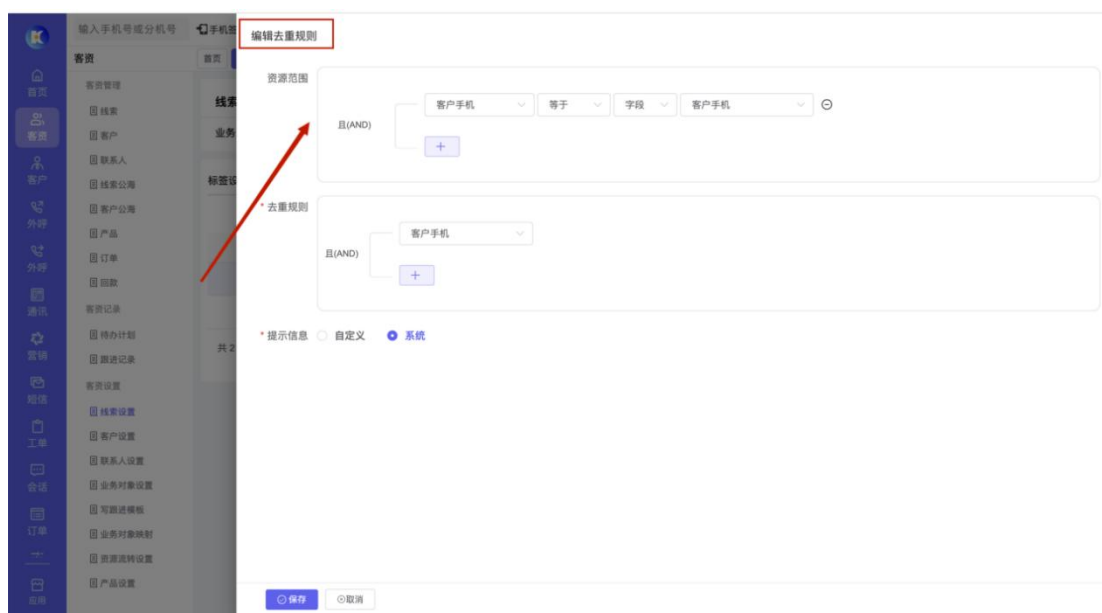 输入手机号或分机号
手机签
编辑去重规则
客资
首页
资源范围
首页
客资管理
线索
线索
客户手机
等于
字段
客户手机
且(AND)
客资
客户
业务
联系人
客户
线索公海
标签设
外呼
客户公海
* 去重规则
产品
客户手机
外呼
订单
且(AND)
回款
通讯
客资记录
待办计划
* 提示信息
自定义
系统
营销
跟进记录
共 2
短信
客资设置
线索设置
工单
客户设置
联系人设置
会话
业务对象设置
写跟进模板
订单
业务对象映射
资源流转设置
应用
产品设置
保存
取消